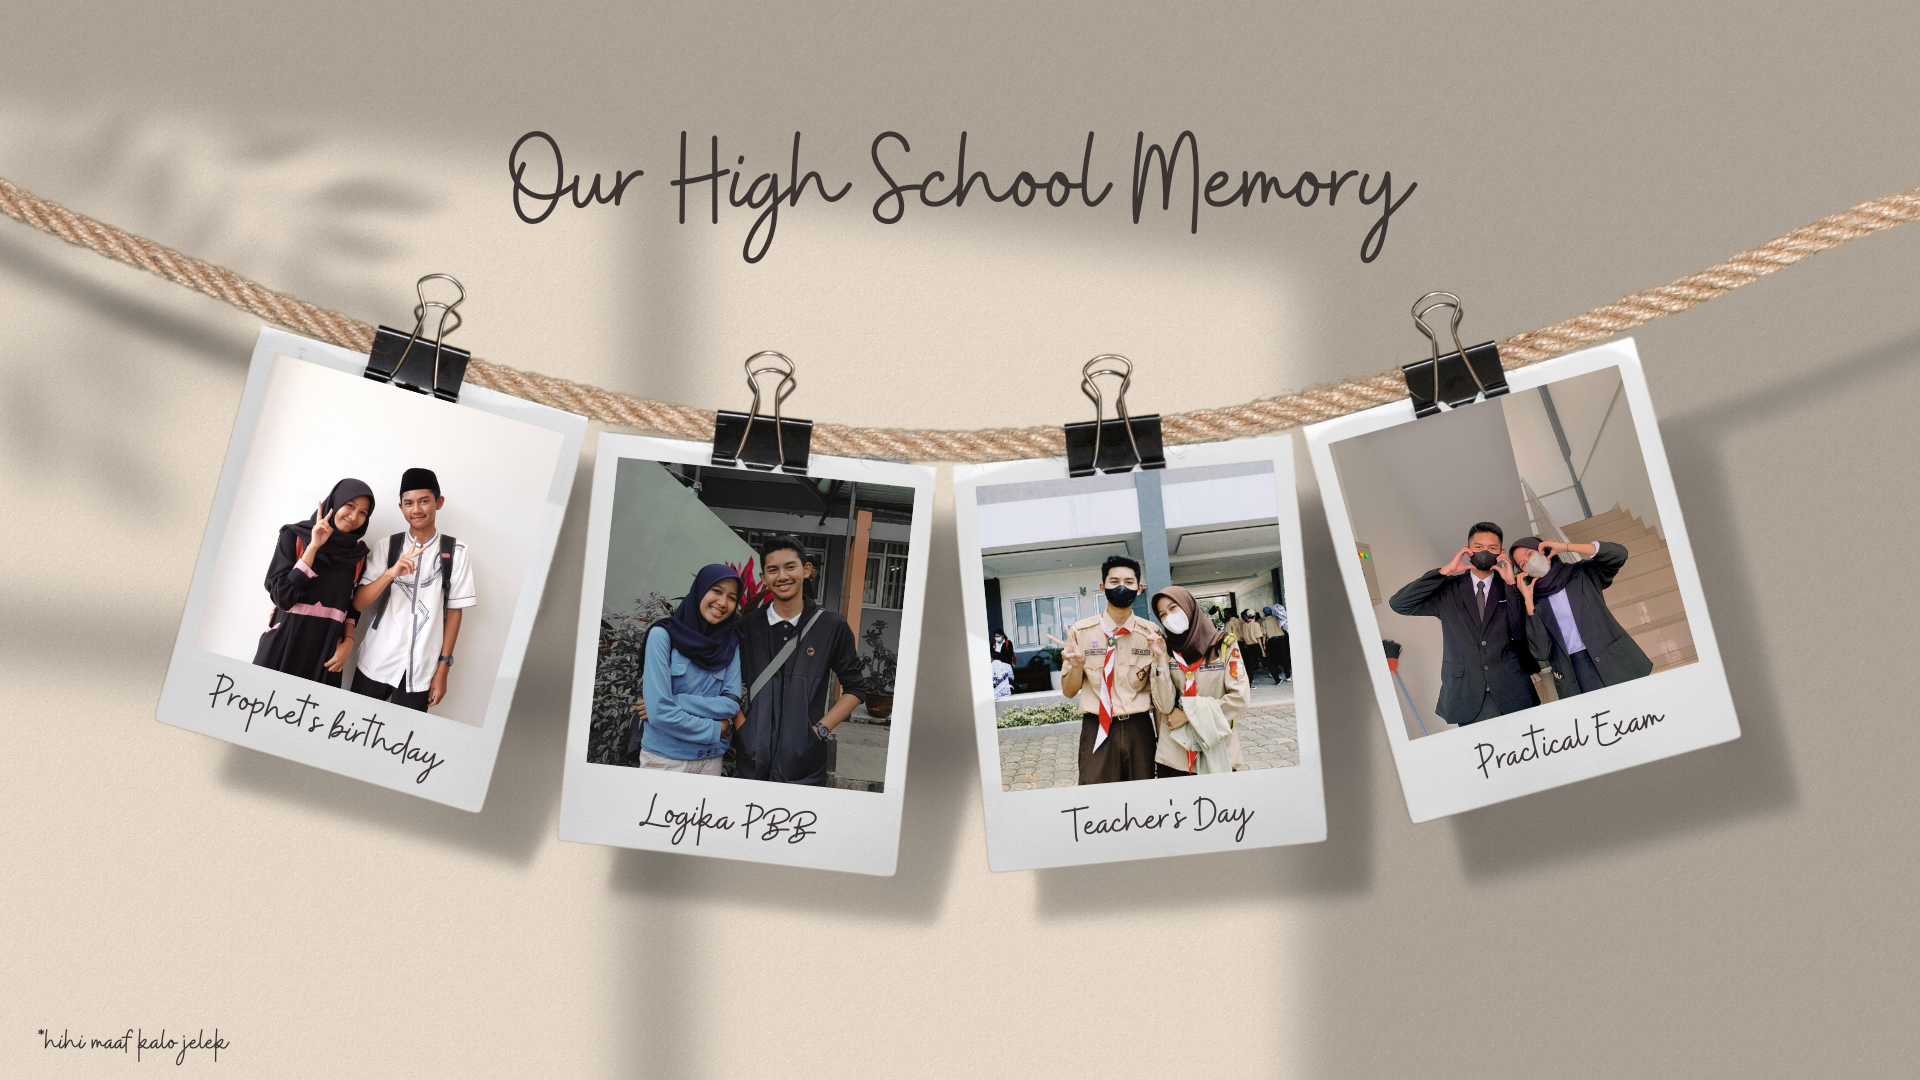 Our High School Memory
Prophet's birthday
Logika PBB
Teacher's Day
Practical Exam
*hihi maaf kalo jelek